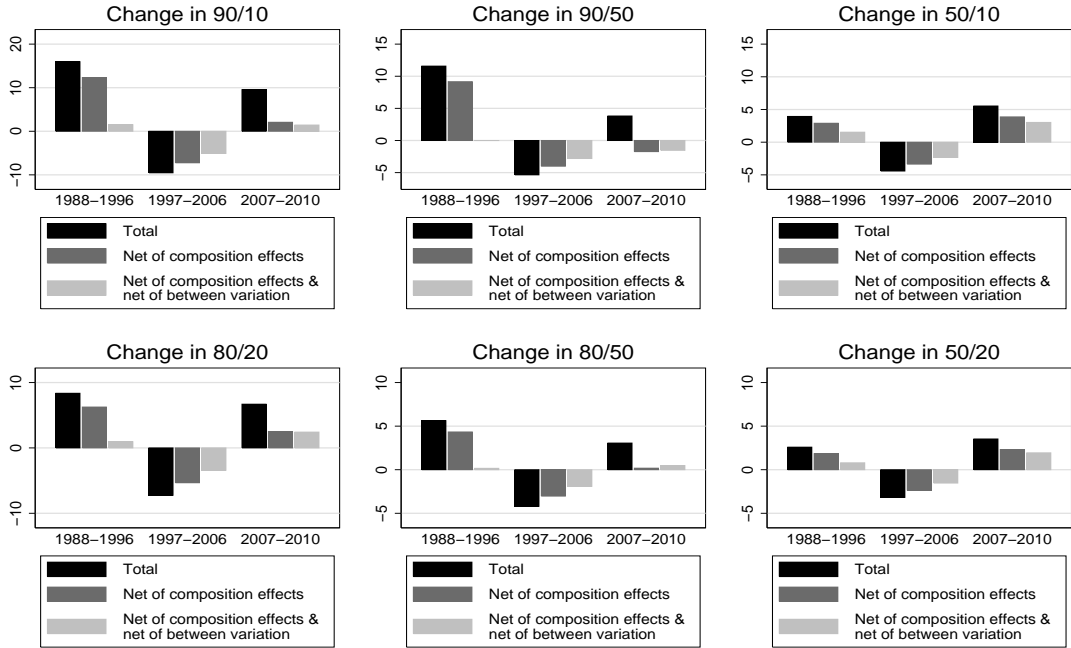 Change in 90/10
20
10
0
−10
1988−1996 1997−2006 2007−2010
Total
Net of composition effects
Net of composition effects &
net of between variation
Change in 90/50
15
10
5
0
−5
1988−1996 1997−2006 2007−2010
Total
Net of composition effects
Net of composition effects &
net of between variation
Change in 50/10
15
10
5
0
−5
1988−1996 1997−2006 2007−2010
Total
Net of composition effects
Net of composition effects &
net of between variation
Change in 80/20
10
0
−10
1988−1996 1997−2006 2007−2010
Total
Net of composition effects
Net of composition effects &
net of between variation
Change in 80/50
10
5
0
−5
1988−1996 1997−2006 2007−2010
Total
Net of composition effects
Net of composition effects &
net of between variation
Change in 50/20
10
5
0
−5
1988−1996 1997−2006 2007−2010
Total
Net of composition effects
Net of composition effects &
net of between variation